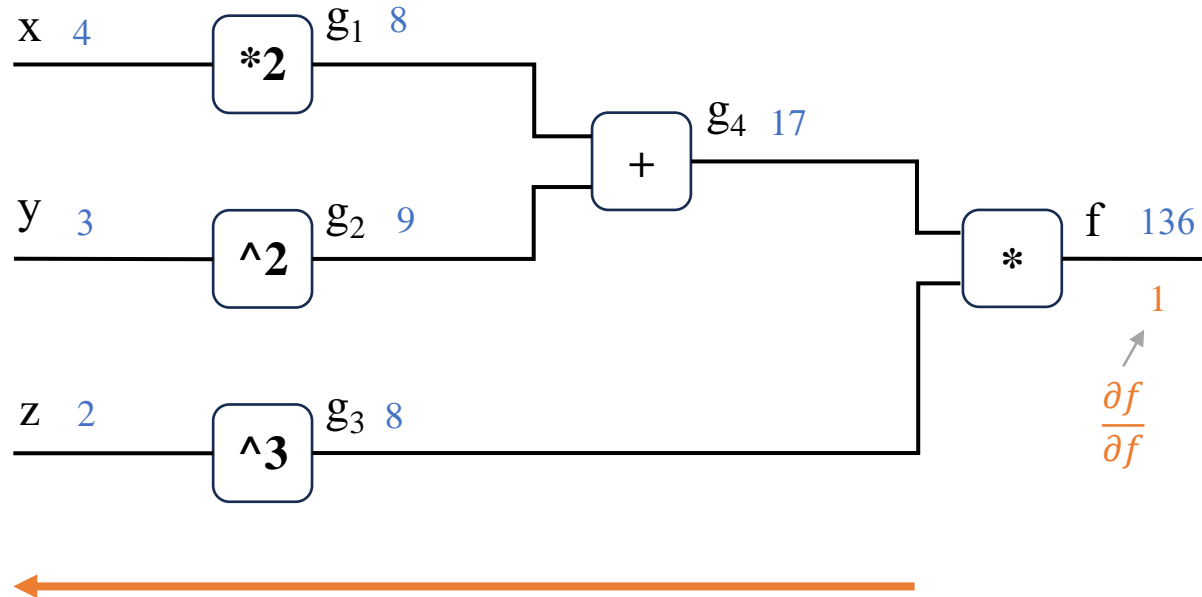 x 4
*2
g₁ 8
y 3
^2
g₂ 9
+
g₄ 17
z 2
^3
g₃ 8
*
f 136
1
∂f
∂f